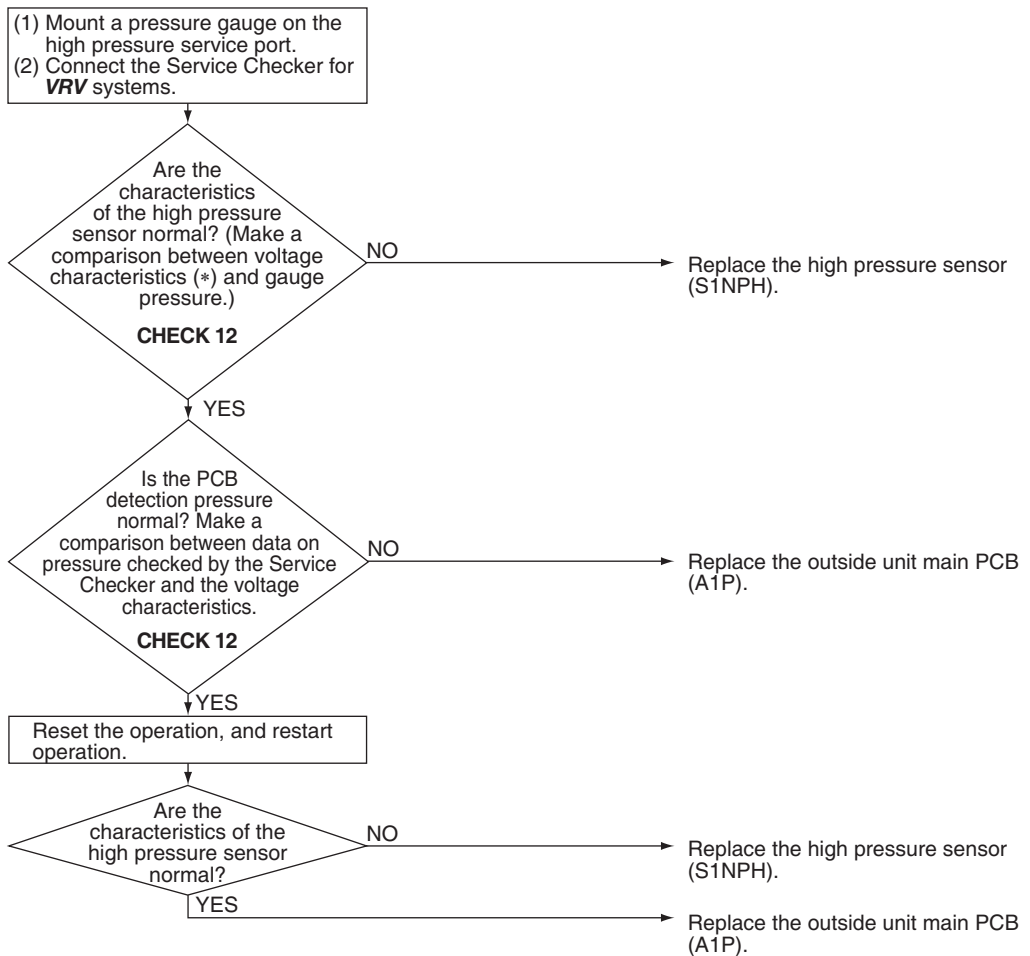 (1) Mount a pressure gauge on the
high pressure service port.
(2) Connect the Service Checker for
VRV systems.
Are the
characteristics
of the high pressure
sensor normal? (Make a
comparison between voltage
characteristics (*) and gauge
pressure.)
CHECK 12
NO
Replace the high pressure sensor
(S1NPH).
YES
Is the PCB
detection pressure
normal? Make a
comparison between data on
pressure checked by the Service
Checker and the voltage
characteristics.
CHECK 12
NO
Replace the outside unit main PCB
(A1P).
YES
Reset the operation, and restart
operation.
Are the
characteristics of the
high pressure sensor
normal?
NO
Replace the high pressure sensor
(S1NPH).
YES
Replace the outside unit main PCB
(A1P).